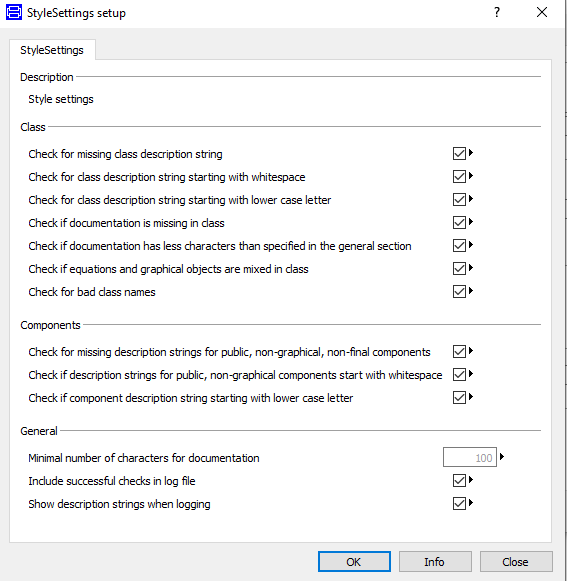 StyleSettings setup
?
StyleSettings
Description
Style settings
Class
Check for missing class description string
Check for class description string starting with whitespace
Check for class description string starting with lower case letter
Check if documentation is missing in class
Check if documentation has less characters than specified in the general section
Check if equations and graphical objects are mixed in class
Check for bad class names
Components
Check for missing description strings for public, non-graphical, non-final components
Check if description strings for public, non-graphical components start with whitespace
Check if component description string starting with lower case letter
General
Minimal number of characters for documentation 100
Include successful checks in log file
Show description strings when logging
OK Info Close